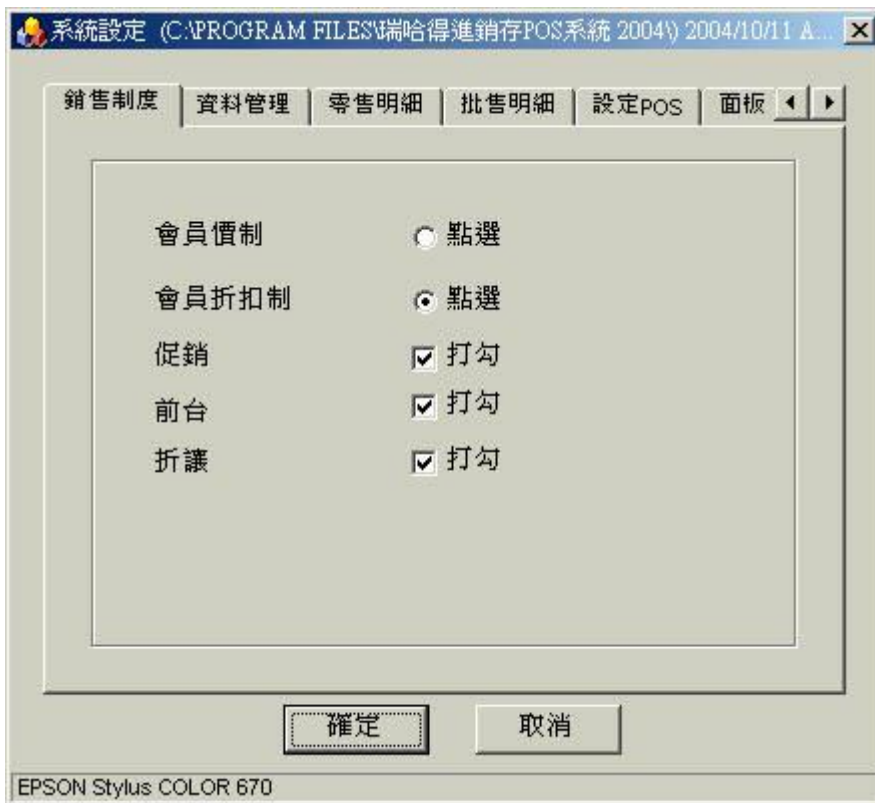 系統設定 (C:\PROGRAM FILES\瑞哈得進銷存POS系統 2004\) 2004/10/11 A...
銷售制度 資料管理 零售明細 批售明細 設定POS 面板
會員價制 點選
會員折扣制 點選
促銷 打勾
前台 打勾
折讓 打勾
確定 取消
EPSON Stylus COLOR 670